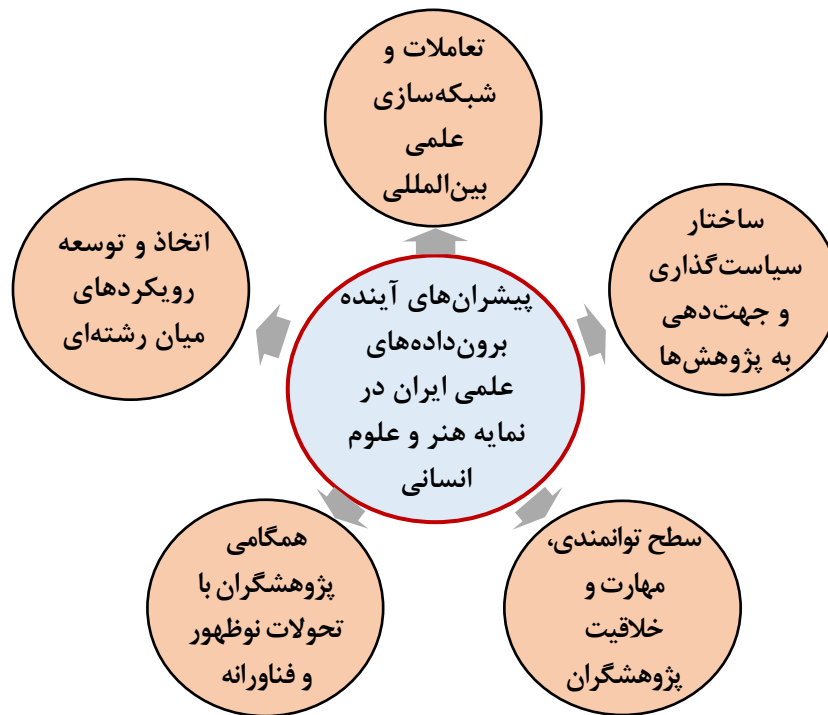 تعاملات و
شبکه‌سازی
علمی
بین‌المللی
ساختار
سیاست‌گذاری
و جهت‌دهی
به پژوهش‌ها
اتخاذ و توسعه
رویکردهای
میان رشته‌ای
پیشران‌های آینده
برون‌داده‌های
علمی ایران در
نمایه هنر و علوم
انسانی
سطح توانمندی،
مهارت و
خلاقیت
پژوهشگران
همگامی
پژوهشگران با
تحولات نوظهور
و فناورانه